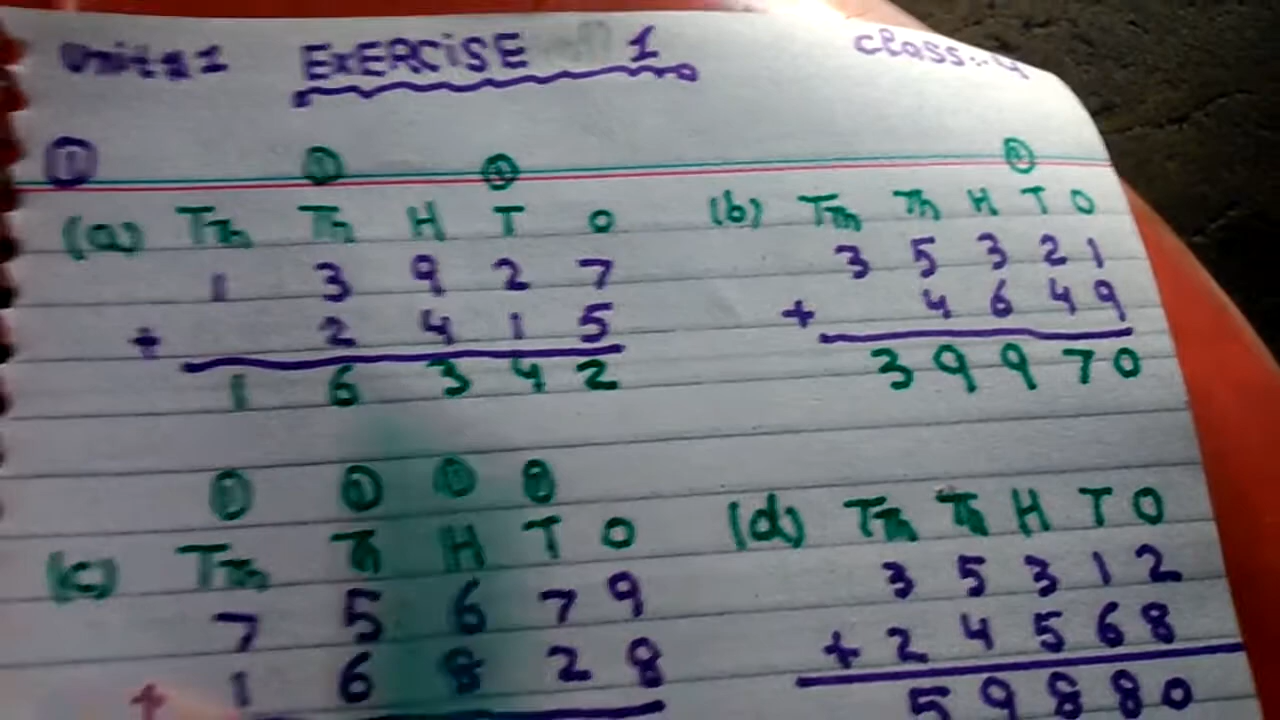 Unit:1 EXERCISE 1 Class:-4
①
① ① ①
(a) Tth Th H T O (b) Tth Th H T O
1 3 9 2 7 3 5 3 2 1
+ 2 4 1 5 + 4 6 4 9
1 6 3 4 2 3 9 9 7 0
① ① ① ①
(c) Tth Th H T O (d) Tth Th H T O
7 5 6 7 9 3 5 3 1 2
+ 1 6 8 2 8 + 2 4 5 6 8
5 9 8 8 0